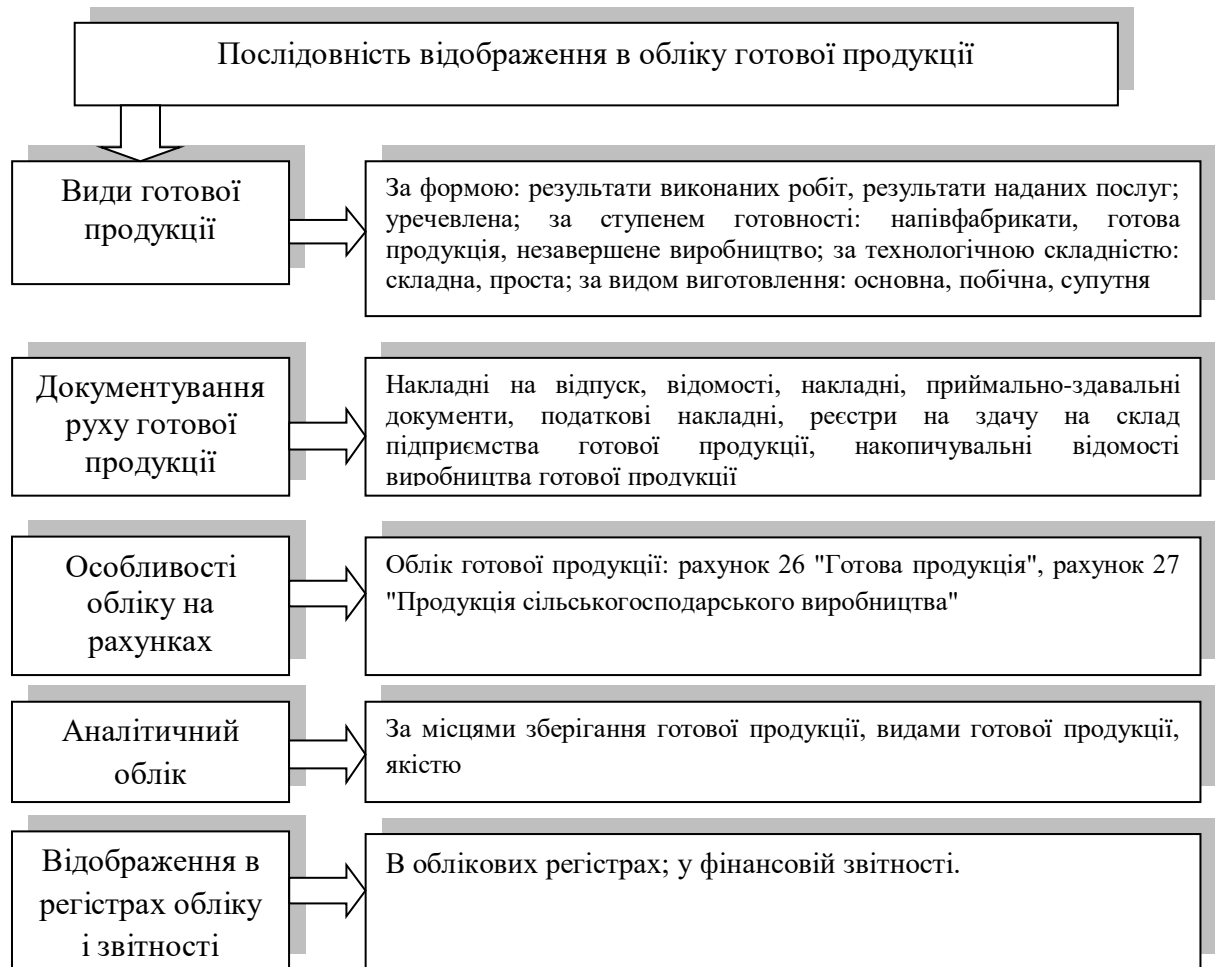 Послідовність відображення в обліку готової продукції
Види готової
продукції
За формою: результати виконаних робіт, результати наданих послуг;
уречевлена; за ступенем готовності: напівфабрикати, готова
продукція, незавершене виробництво; за технологічною складністю:
складна, проста; за видом виготовлення: основна, побічна, супутня
Документування
руху готової
продукції
Накладні на відпуск, відомості, накладні, приймально-здавальні
документи, податкові накладні, реєстри на здачу на склад
підприємства готової продукції, накопичувальні відомості
виробництва готової продукції
Особливості
обліку на
рахунках
Облік готової продукції: рахунок 26 "Готова продукція", рахунок 27
"Продукція сільськогосподарського виробництва"
Аналітичний
облік
За місцями зберігання готової продукції, видами готової продукції,
якістю
Відображення в
регістрах обліку
і звітності
В облікових регістрах; у фінансовій звітності.